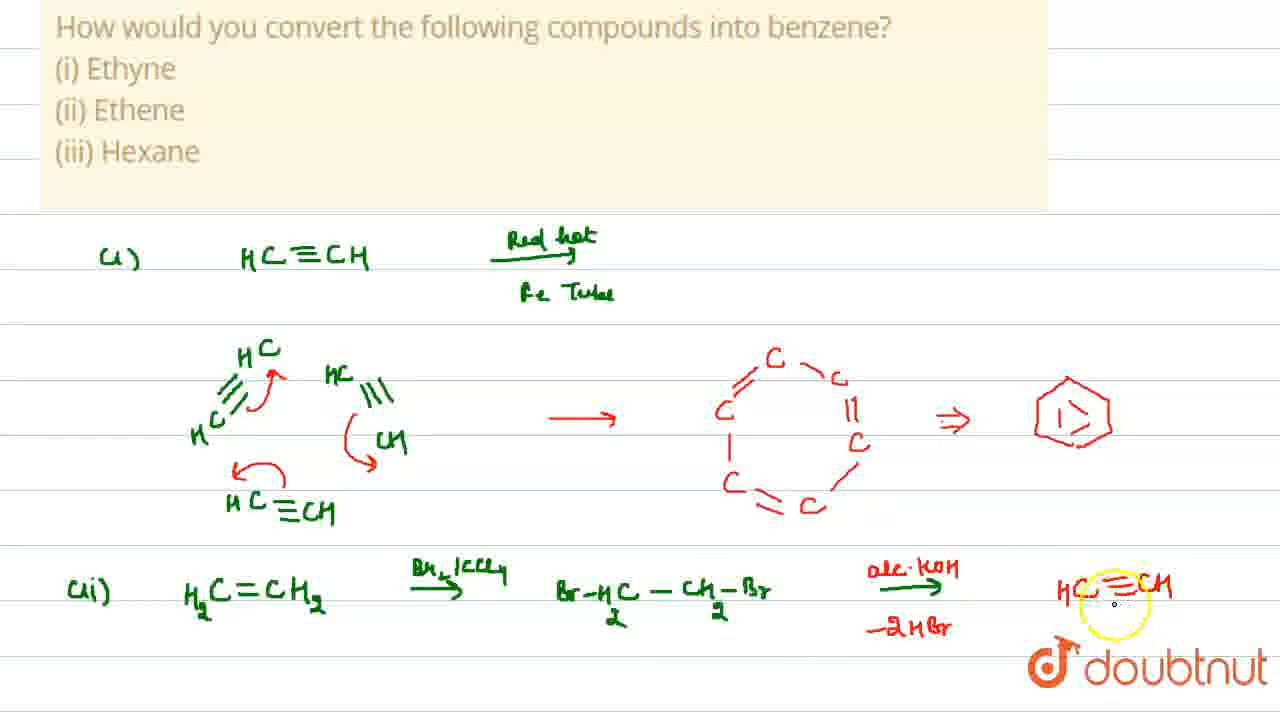 How would you convert the following compounds into benzene?
(i) Ethyne
(ii) Ethene
(iii) Hexane
(i) HC≡CH Red hot
Fe Tube
HC HC C C
HC CH C C
HC≡CH C C
(ii) H₂C=CH₂ Br₂/CCl₄ Br-H₂C-CH₂-Br alc·KOH HC≡CH
-2HBr
doubtnut